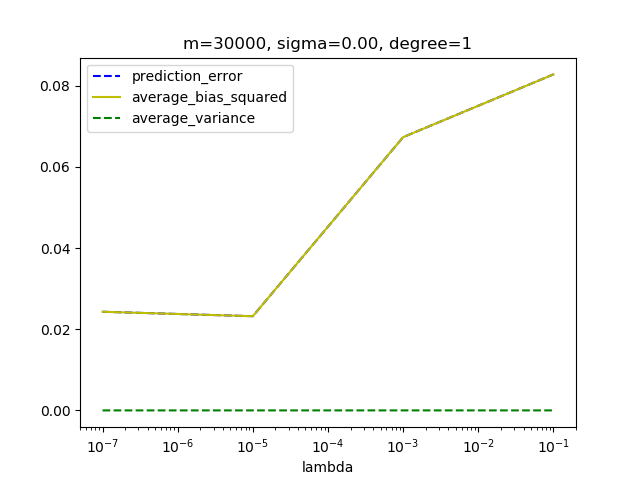 m=30000, sigma=0.00, degree=1
prediction_error
average_bias_squared
average_variance
0.08
0.06
0.04
0.02
0.00
10⁻⁷ 10⁻⁶ 10⁻⁵ 10⁻⁴ 10⁻³ 10⁻² 10⁻¹
lambda